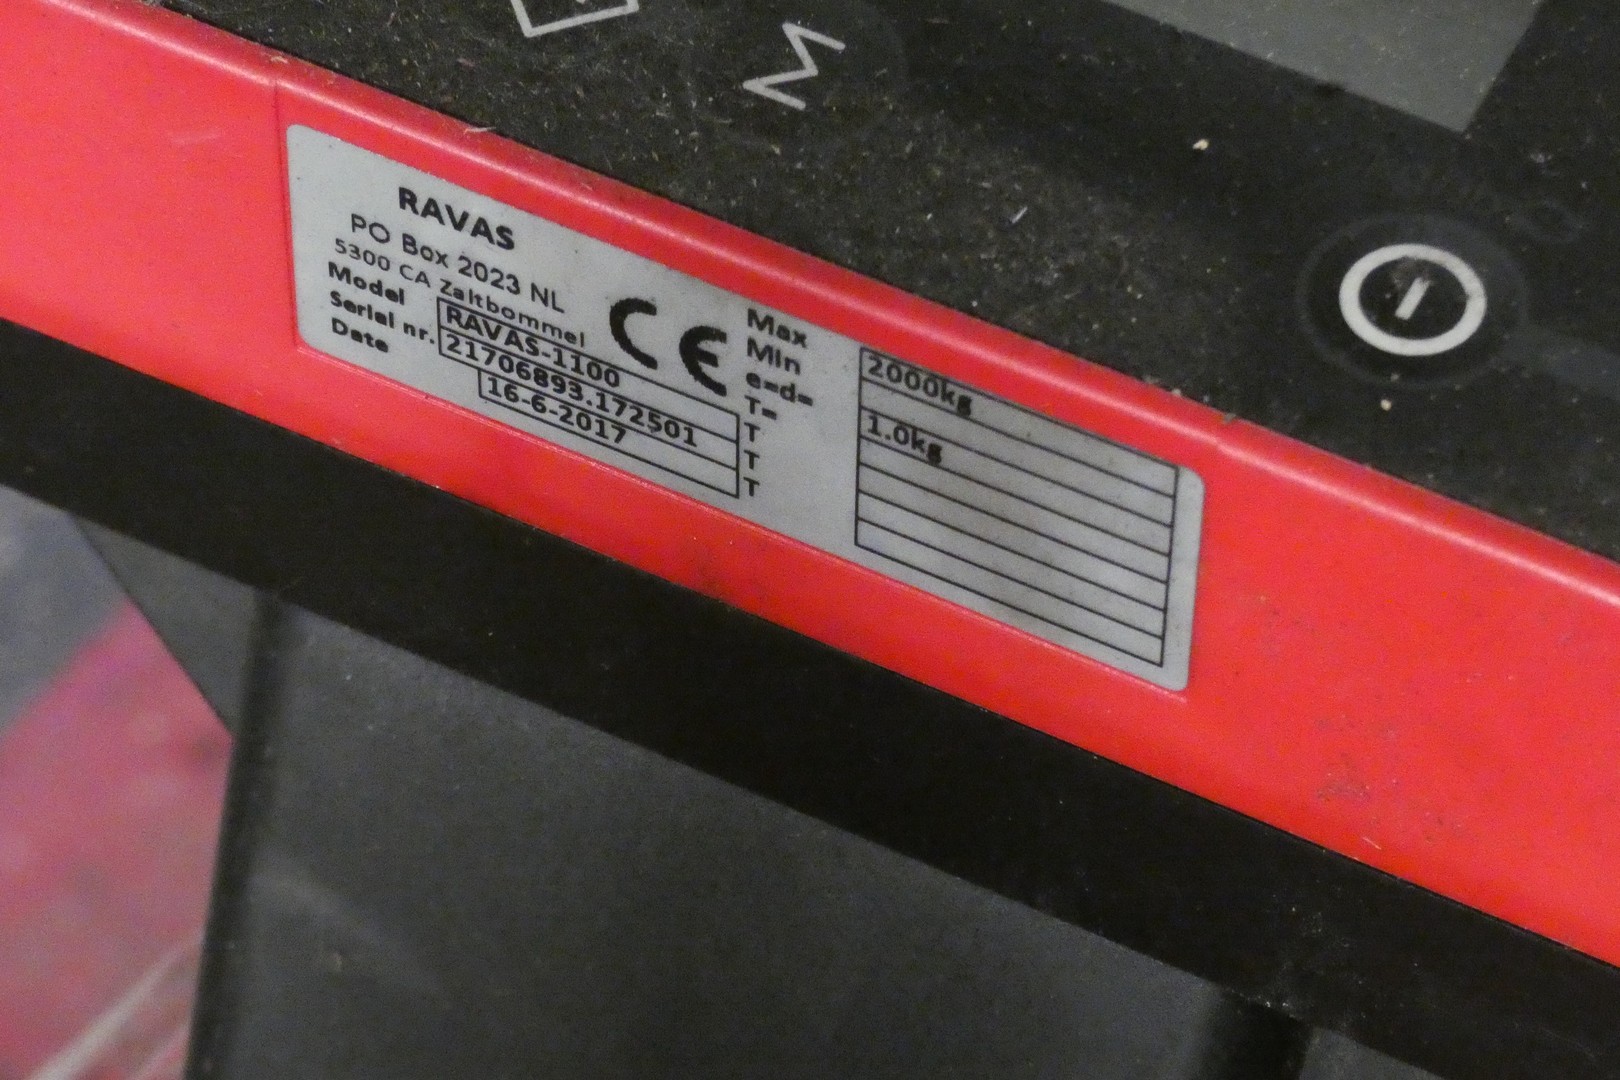 M
RAVAS
PO Box 2023 NL
5300 CA Zaltbommel
Model RAVAS-1100
Serial nr. 21706893.172501
Date 16-6-2017
CE
Max 2000kg
Min
e=d= 1.0kg
T=
T
T
T